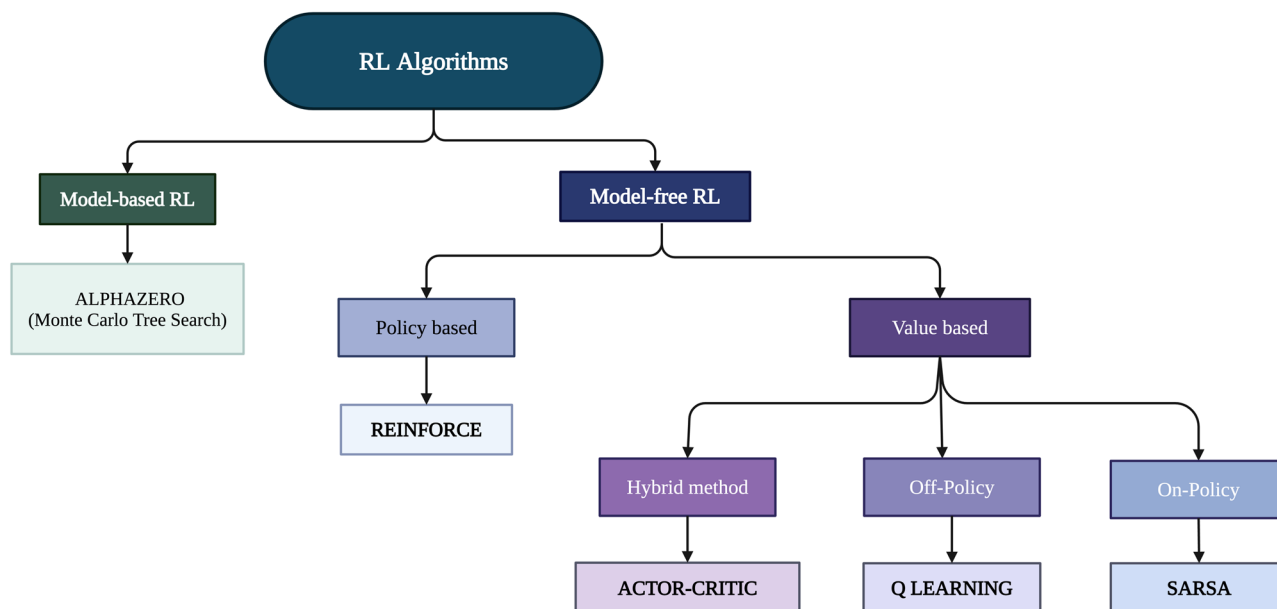 RL Algorithms
Model-based RL
Model-free RL
ALPHAZERO
(Monte Carlo Tree Search)
Policy based
Value based
REINFORCE
Hybrid method
Off-Policy
On-Policy
ACTOR-CRITIC
Q LEARNING
SARSA